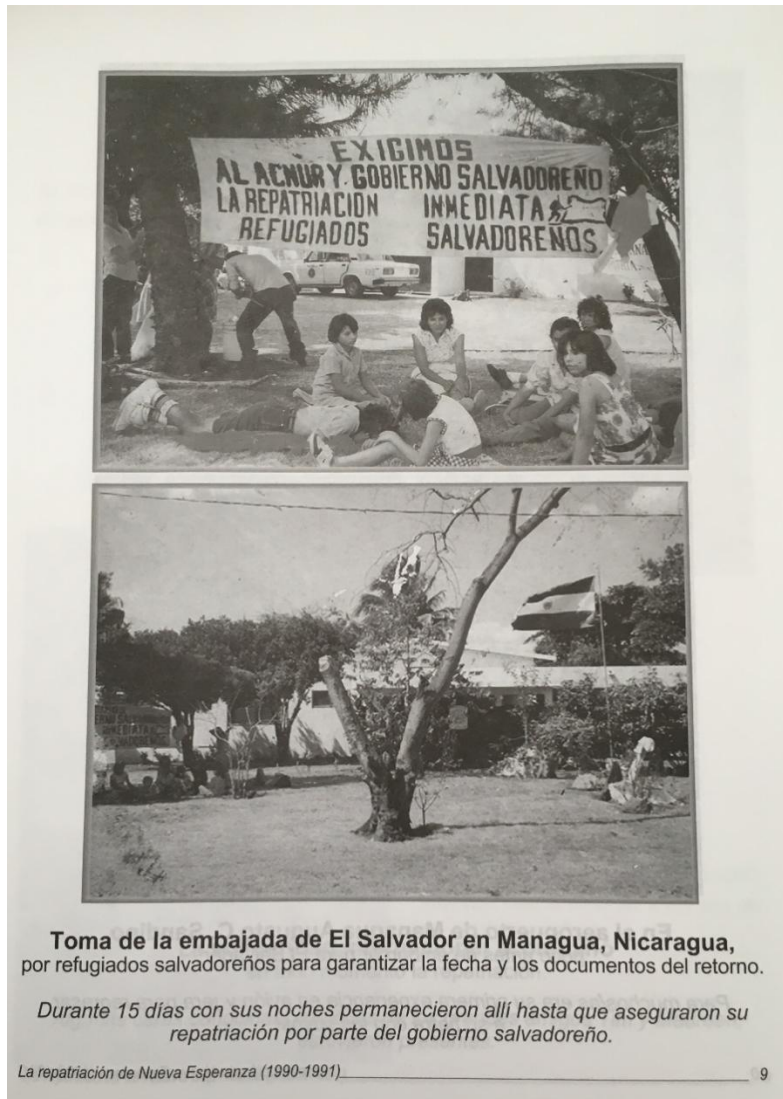 EXIGIMOS
AL ACNUR Y GOBIERNO SALVADOREÑO
LA REPATRIACION INMEDIATA
REFUGIADOS SALVADOREÑOS.
Toma de la embajada de El Salvador en Managua, Nicaragua,
por refugiados salvadoreños para garantizar la fecha y los documentos del retorno.
Durante 15 días con sus noches permanecieron allí hasta que aseguraron su
repatriación por parte del gobierno salvadoreño.
La repatriación de Nueva Esperanza (1990-1991) 9